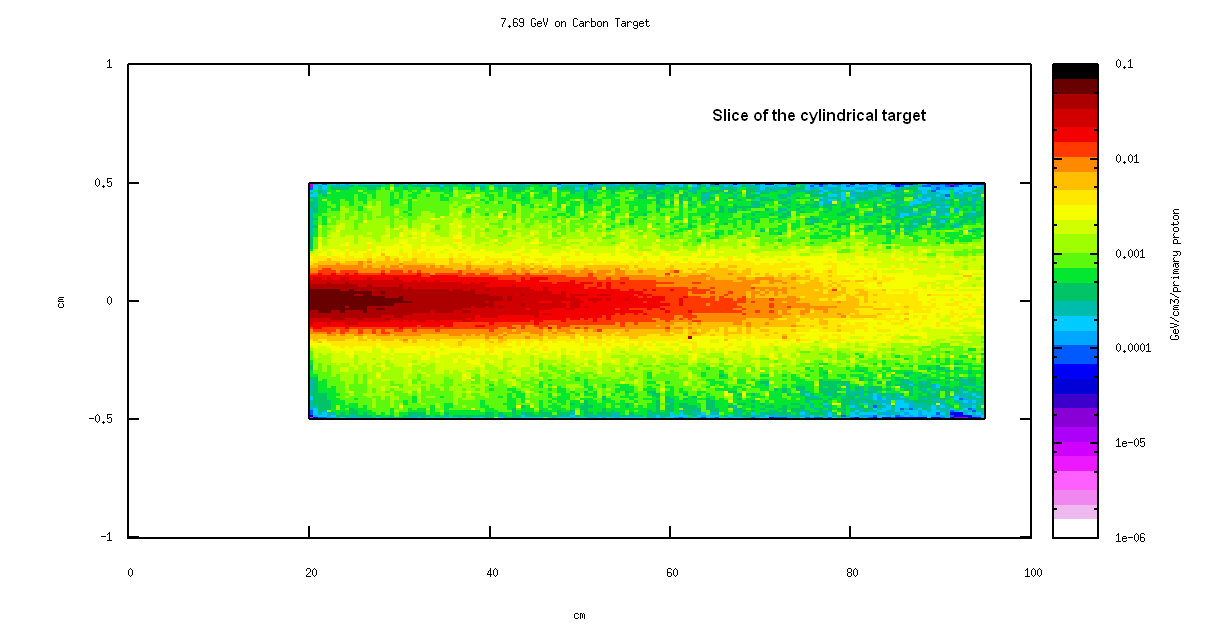 7.69 GeV on Carbon Target
1
0.5
0
-0.5
-1
cm
Slice of the cylindrical target
0
20
40
60
80
100
cm
0.1
0.01
0.001
0.0001
1e-05
1e-06
GeV/cm3/primary proton